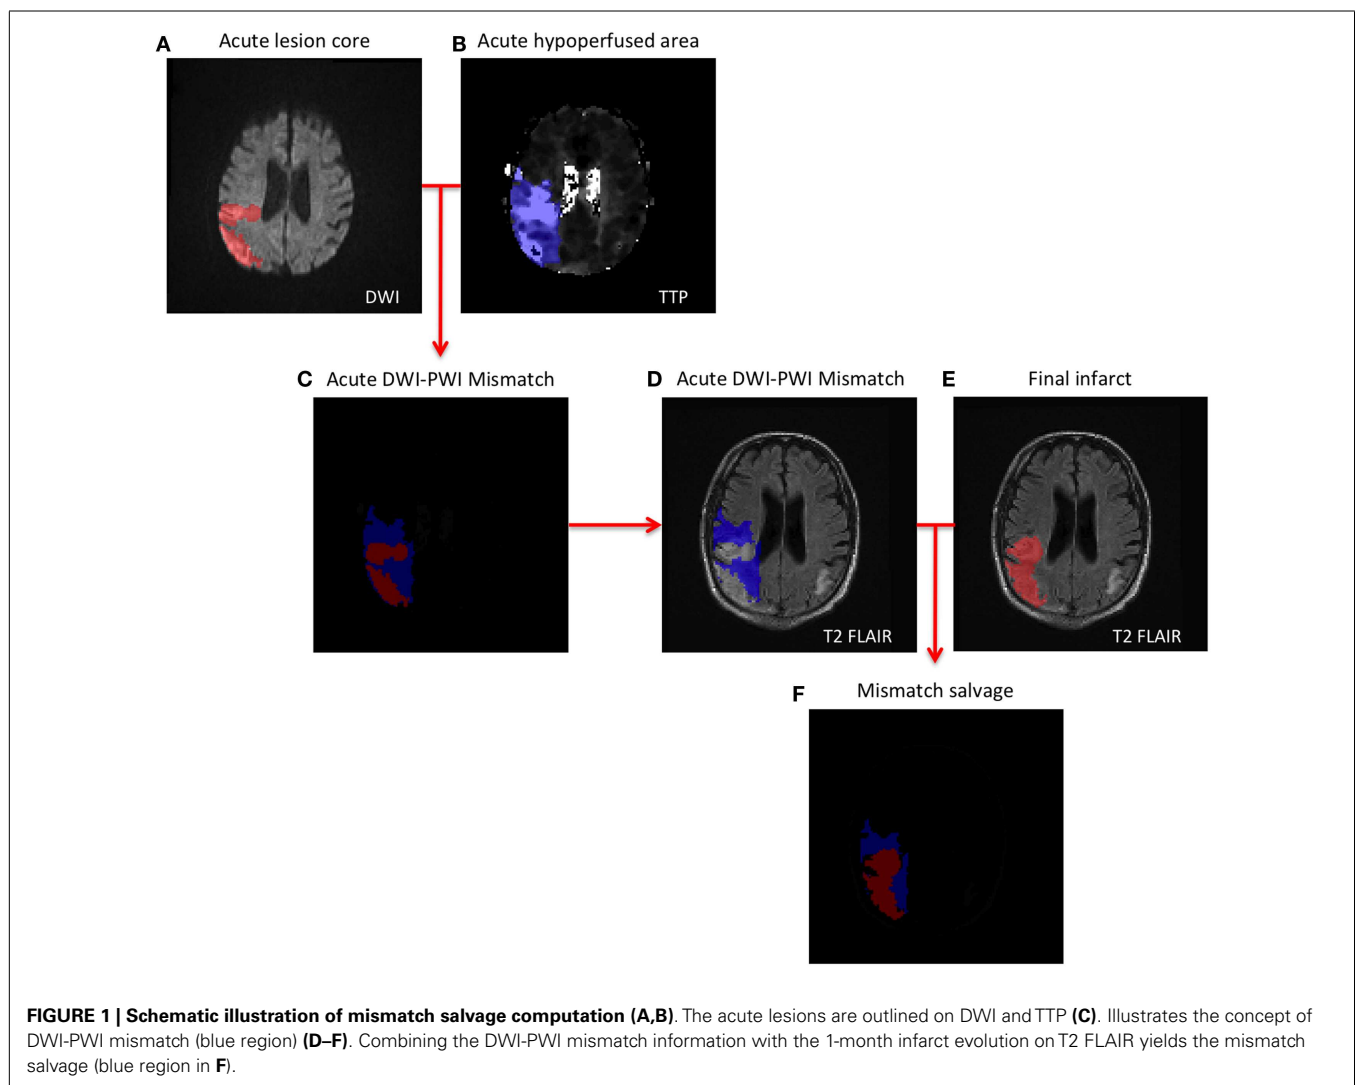 A Acute lesion core
B Acute hypoperfused area
DWI
TTP
C Acute DWI-PWI Mismatch
D Acute DWI-PWI Mismatch
E Final infarct
T2 FLAIR
T2 FLAIR
F Mismatch salvage
FIGURE 1 | Schematic illustration of mismatch salvage computation (A,B). The acute lesions are outlined on DWI and TTP (C). Illustrates the concept of
DWI-PWI mismatch (blue region) (D–F). Combining the DWI-PWI mismatch information with the 1-month infarct evolution on T2 FLAIR yields the mismatch
salvage (blue region in F).